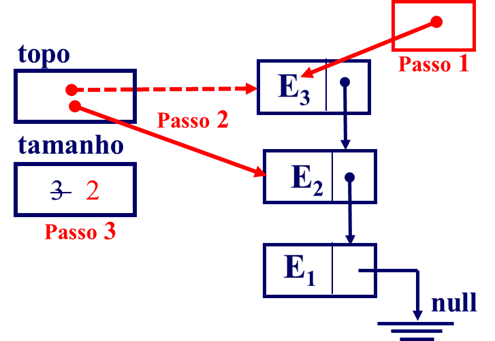 topo
Passo 1
E3
Passo 2
tamanho
E2
3 2
Passo 3
E1
null